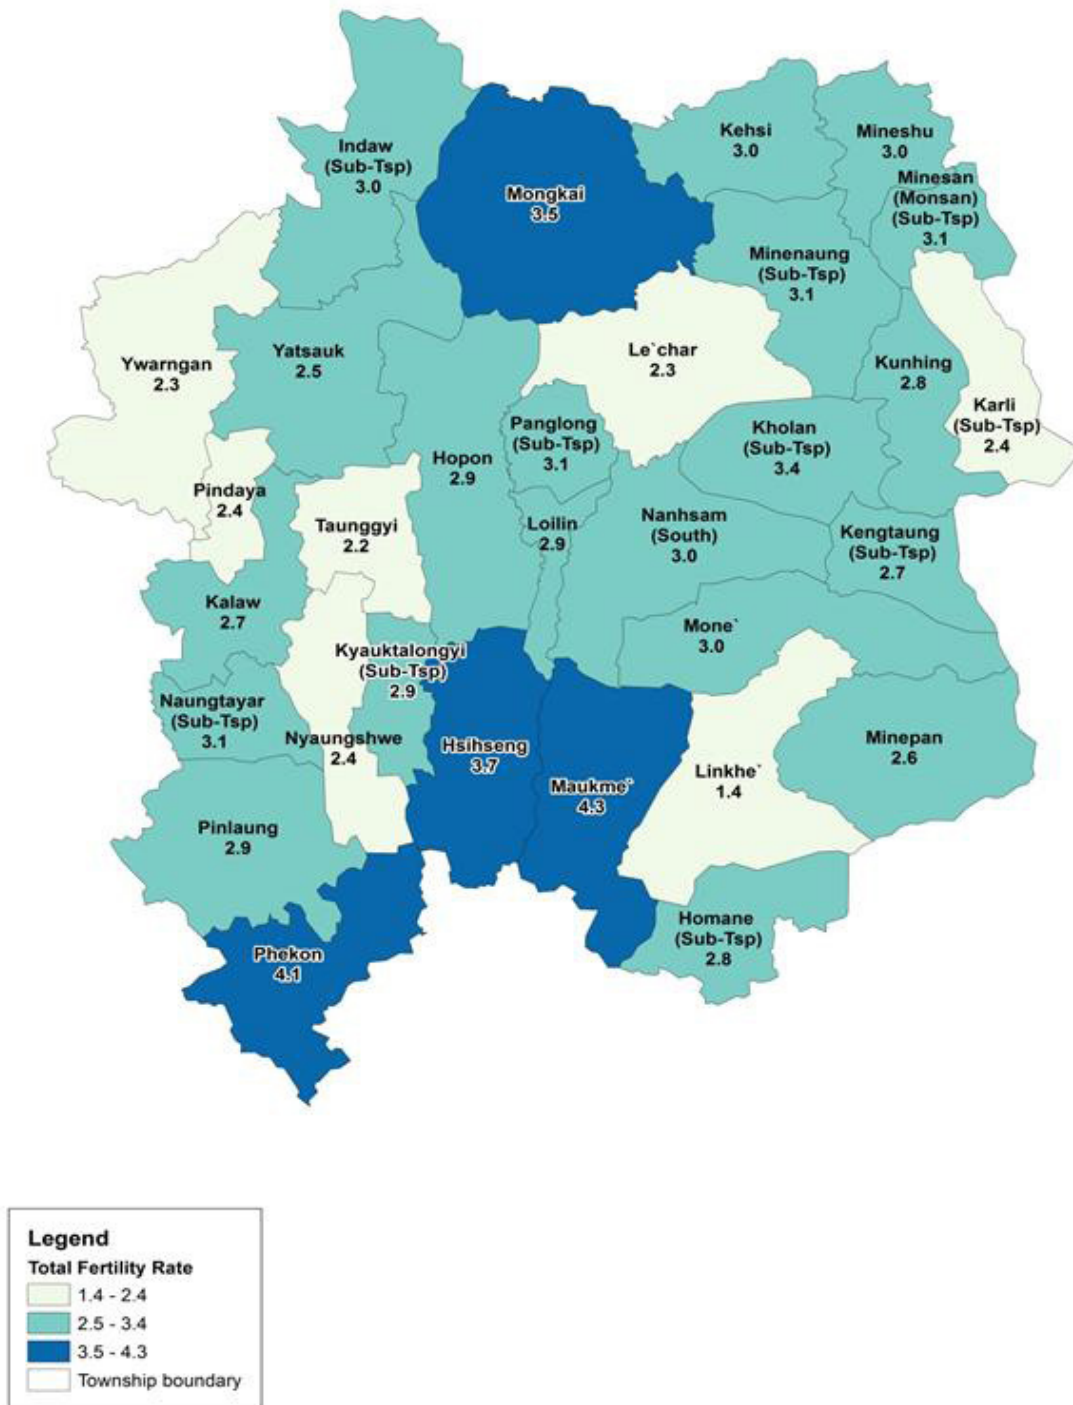 Indaw
(Sub-Tsp)
3.0
Mongkai
3.5
Kehsi
3.0
Mineshu
3.0
Minesan
(Monsan)
(Sub-Tsp)
3.1
Minenaung
(Sub-Tsp)
3.1
Ywarngan
2.3
Yatsauk
2.5
Le`char
2.3
Kunhing
2.8
Karli
(Sub-Tsp)
2.4
Panglong
(Sub-Tsp)
3.1
Kholan
(Sub-Tsp)
3.4
Hopon
2.9
Pindaya
2.4
Taunggyi
2.2
Loilin
2.9
Nanhsam
(South)
3.0
Kengtaung
(Sub-Tsp)
2.7
Kalaw
2.7
Mone`
3.0
Kyauktalongyi
(Sub-Tsp)
2.9
Naungtayar
(Sub-Tsp)
3.1
Nyaungshwe
2.4
Hsihseng
3.7
Maukme`
4.3
Linkhe`
1.4
Minepan
2.6
Pinlaung
2.9
Homane
(Sub-Tsp)
2.8
Phekon
4.1
Legend
Total Fertility Rate
1.4 - 2.4
2.5 - 3.4
3.5 - 4.3
Township boundary